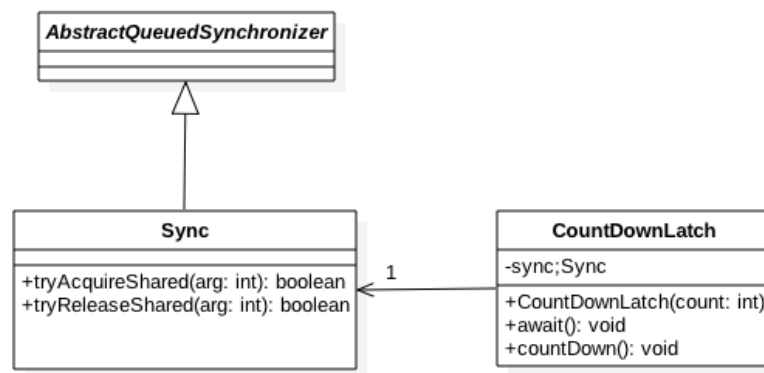 AbstractQueuedSynchronizer
Sync
+tryAcquireShared(arg: int): boolean
+tryReleaseShared(arg: int): boolean
1
CountDownLatch
-sync;Sync
+CountDownLatch(count: int)
+await(): void
+countDown(): void